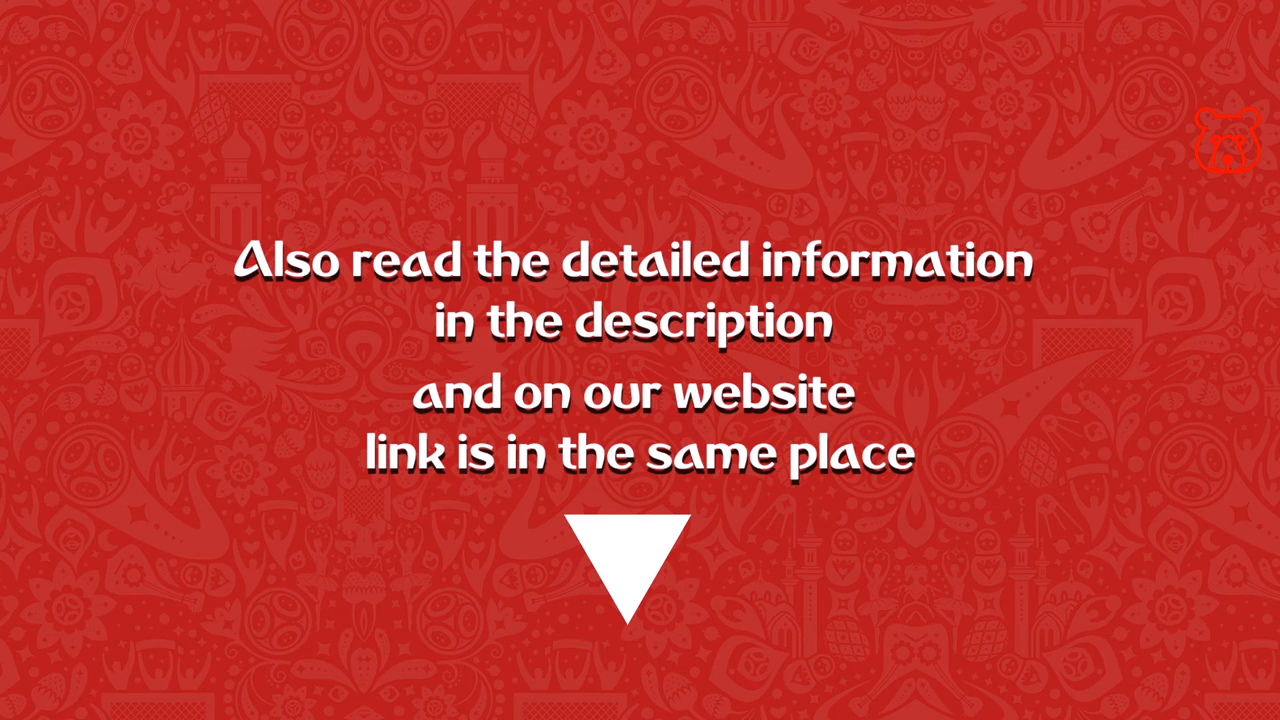 Also read the detailed information
in the description
and on our website
link is in the same place